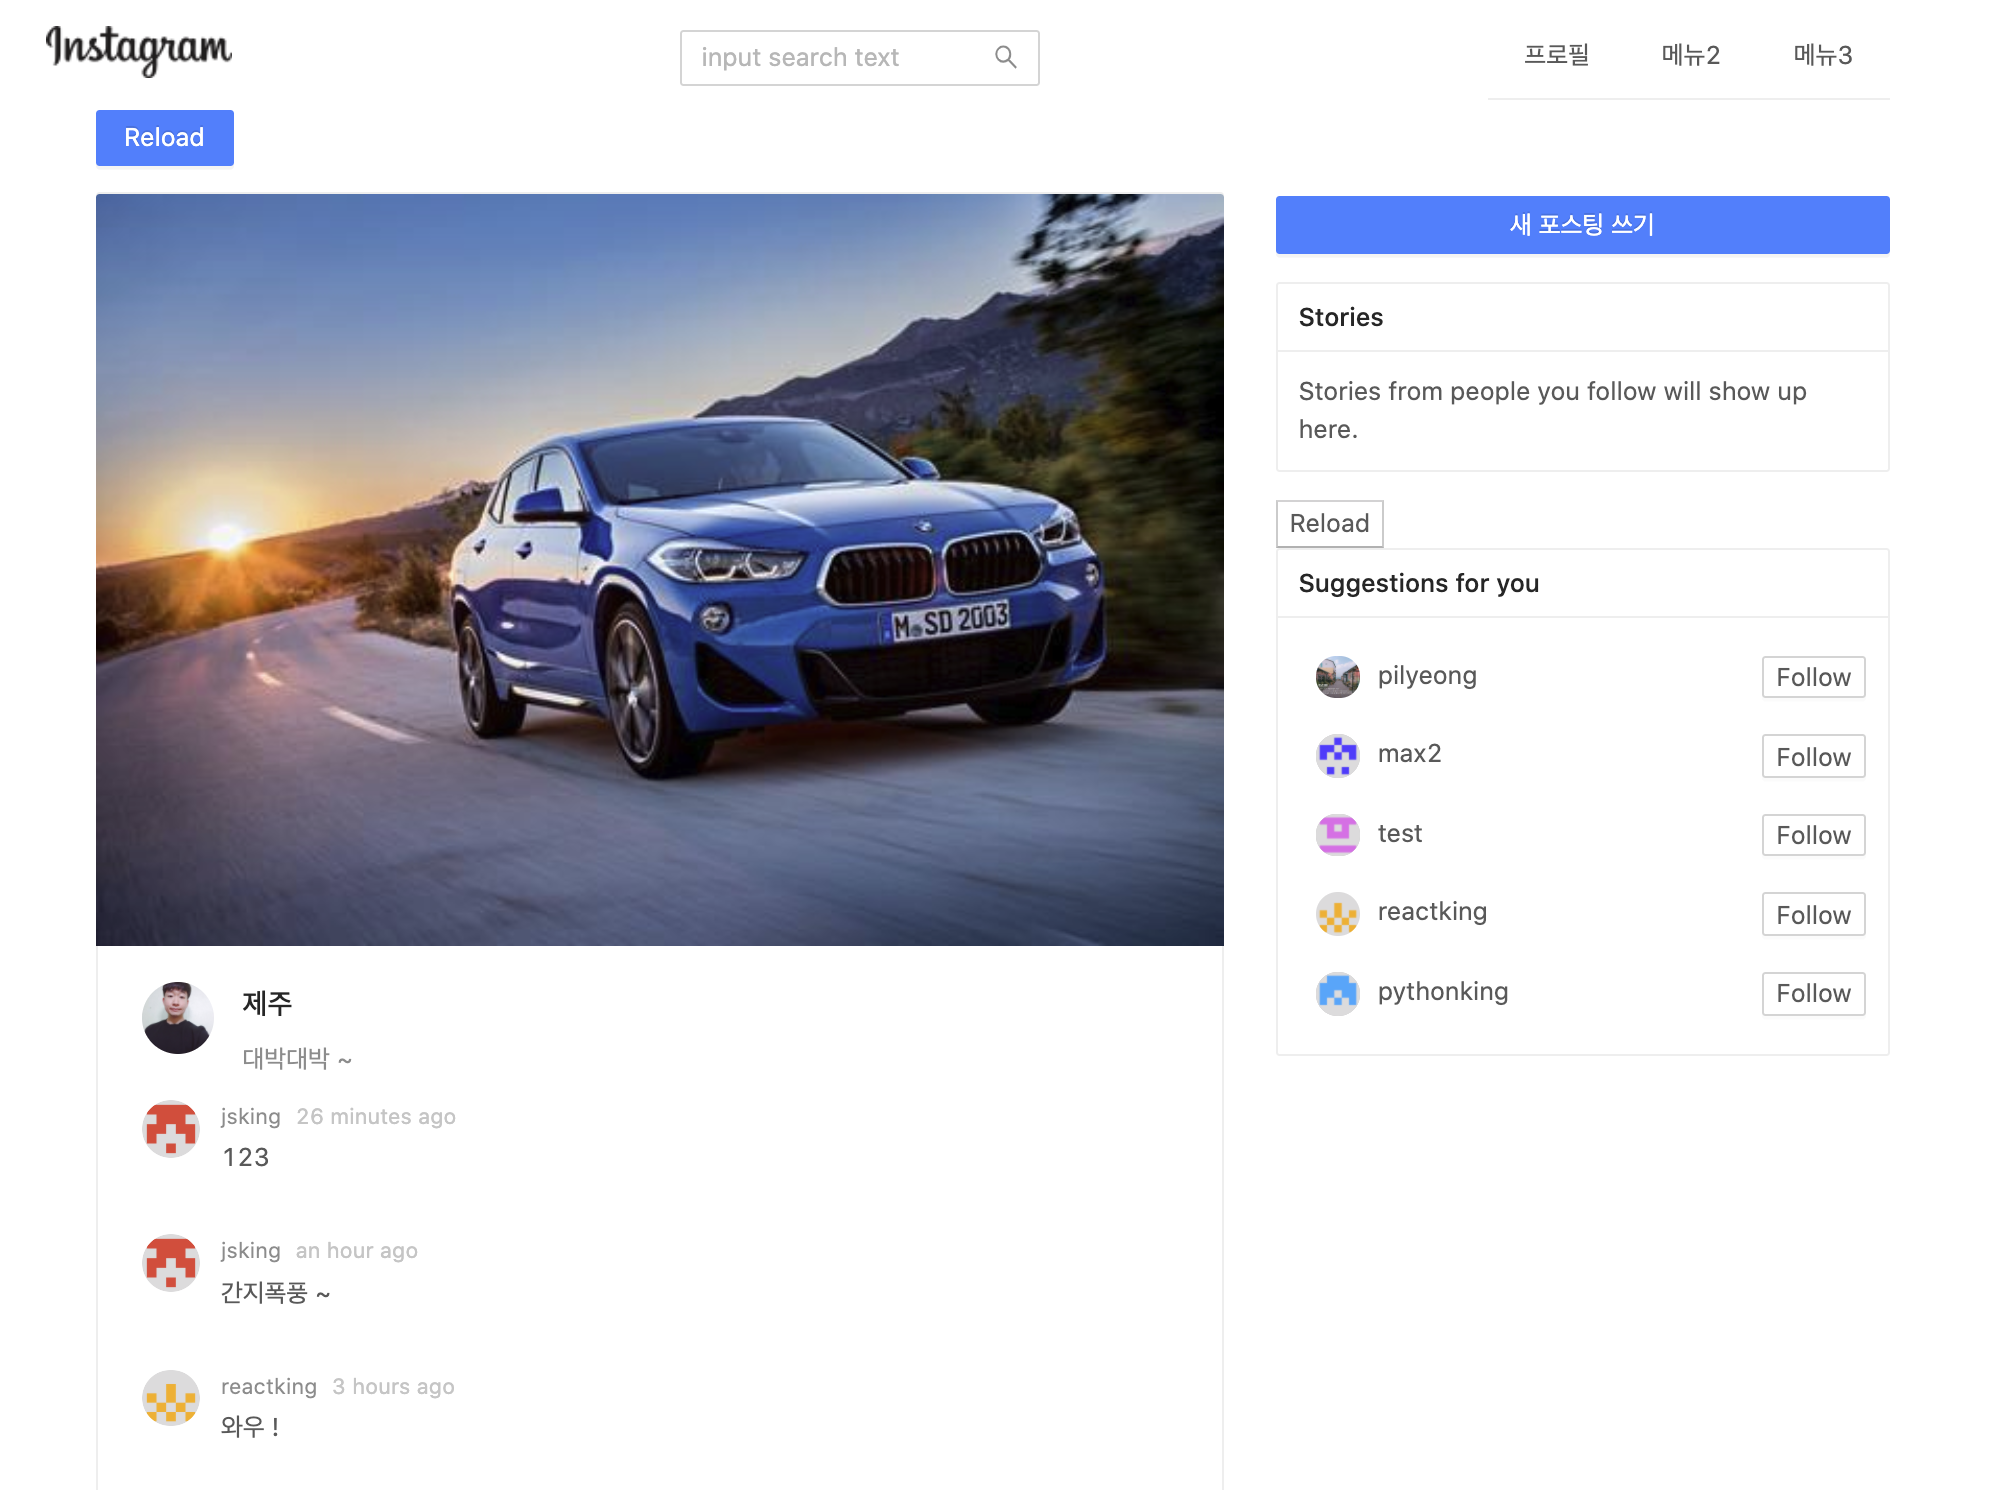 Instagram
input search text
프로필 메뉴2 메뉴3
Reload
M SD 2003
제주
대박대박 ~
jsking 26 minutes ago
123
jsking an hour ago
간지폭풍 ~
reactking 3 hours ago
와우 !
새 포스팅 쓰기
Stories
Stories from people you follow will show up
here.
Reload
Suggestions for you
pilyeong Follow
max2 Follow
test Follow
reactking Follow
pythonking Follow